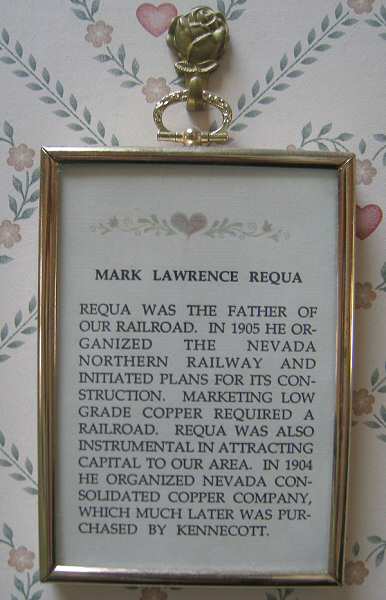 MARK LAWRENCE REQUA
REQUA WAS THE FATHER OF
OUR RAILROAD. IN 1905 HE OR-
GANIZED THE NEVADA
NORTHERN RAILWAY AND
INITIATED PLANS FOR ITS CON-
STRUCTION. MARKETING LOW
GRADE COPPER REQUIRED A
RAILROAD. REQUA WAS ALSO
INSTRUMENTAL IN ATTRACTING
CAPITAL TO OUR AREA. IN 1904
HE ORGANIZED NEVADA CON-
SOLIDATED COPPER COMPANY,
WHICH MUCH LATER WAS PUR-
CHASED BY KENNECOTT.